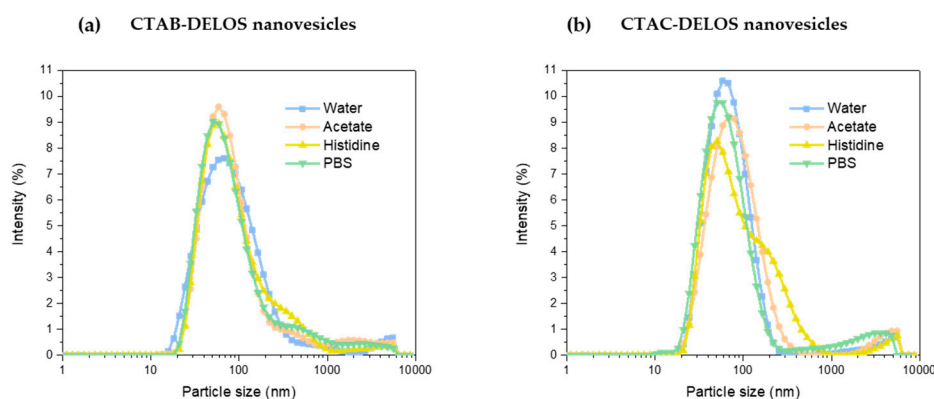 (a) CTAB-DELOS nanovesicles
11
10
9
8
7
6
5
4
3
2
1
0
Intensity (%)
Water
Acetate
Histidine
PBS
1 10 100 1000 10000
Particle size (nm)
(b) CTAC-DELOS nanovesicles
11
10
9
8
7
6
5
4
3
2
1
0
Intensity (%)
Water
Acetate
Histidine
PBS
1 10 100 1000 10000
Particle size (nm)